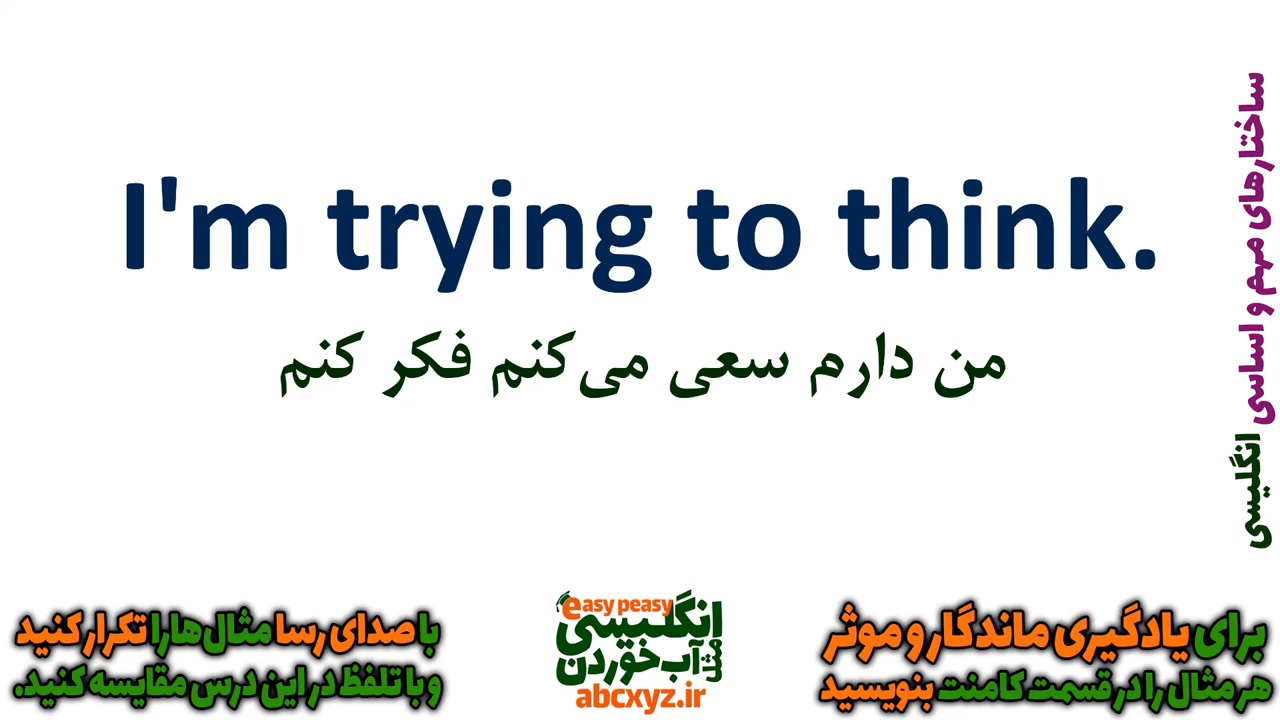 I'm trying to think.
من دارم سعی می‌کنم فکر کنم
ساختارهای مهم و اساسی انگلیسی
برای یادگیری ماندگار و موثر
هر مثال را در قسمت کامنت بنویسید
easy peasy
انگلیسی
مثل آب خوردن
abcxyz.ir
با صدای رسا مثال‌ها را تکرار کنید
و با تلفظ در این درس مقایسه کنید.